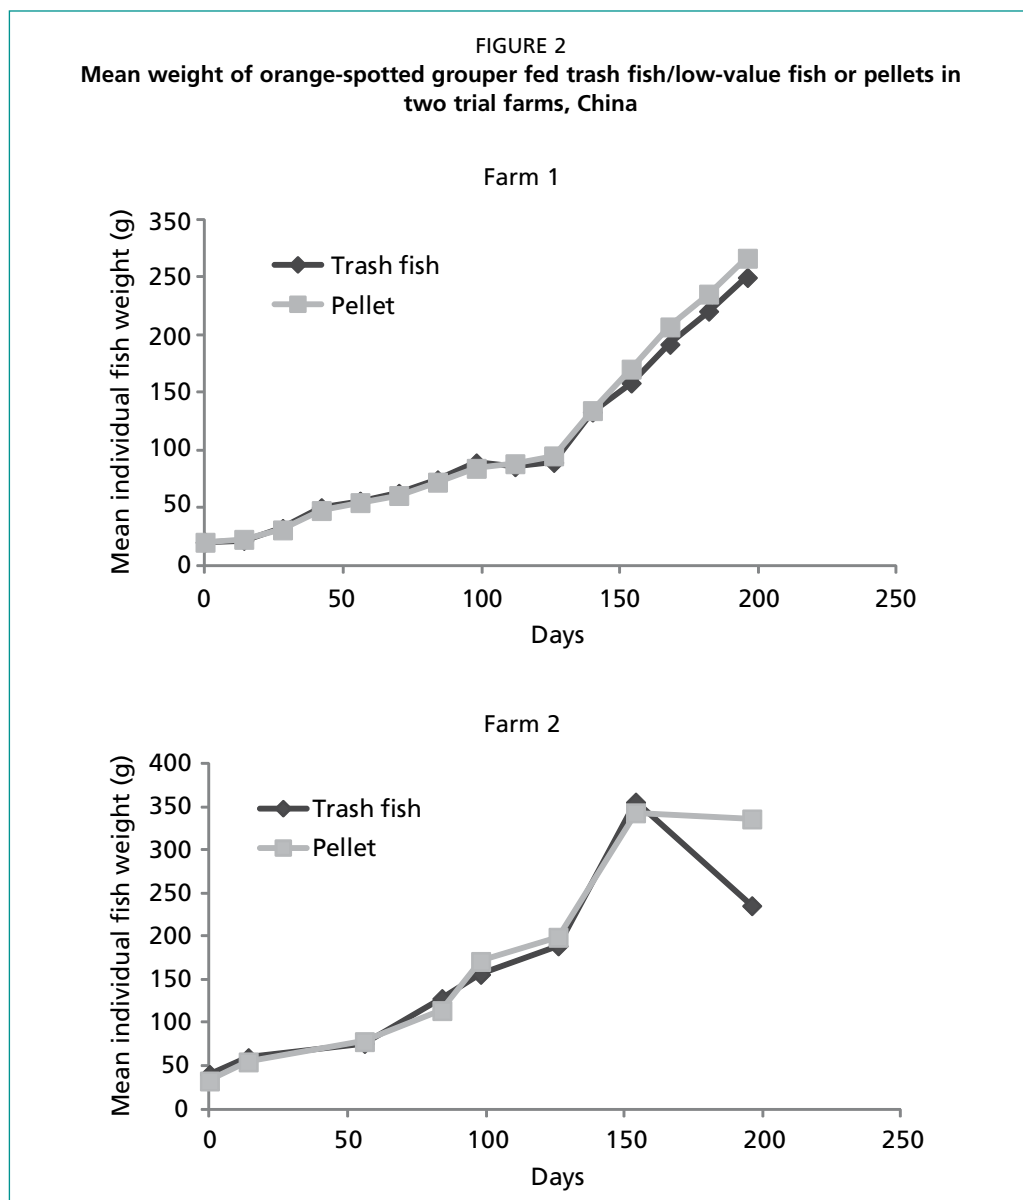 FIGURE 2
Mean weight of orange-spotted grouper fed trash fish/low-value fish or pellets in
two trial farms, China
Farm 1
Mean individual fish weight (g)
350
250
200
150
100
50
0
Trash fish
Pellet
0 50 100 150 200 250
Days
Farm 2
Mean individual fish weight (g)
400
350
300
250
200
150
100
50
0
Trash fish
Pellet
0 50 100 150 200 250
Days